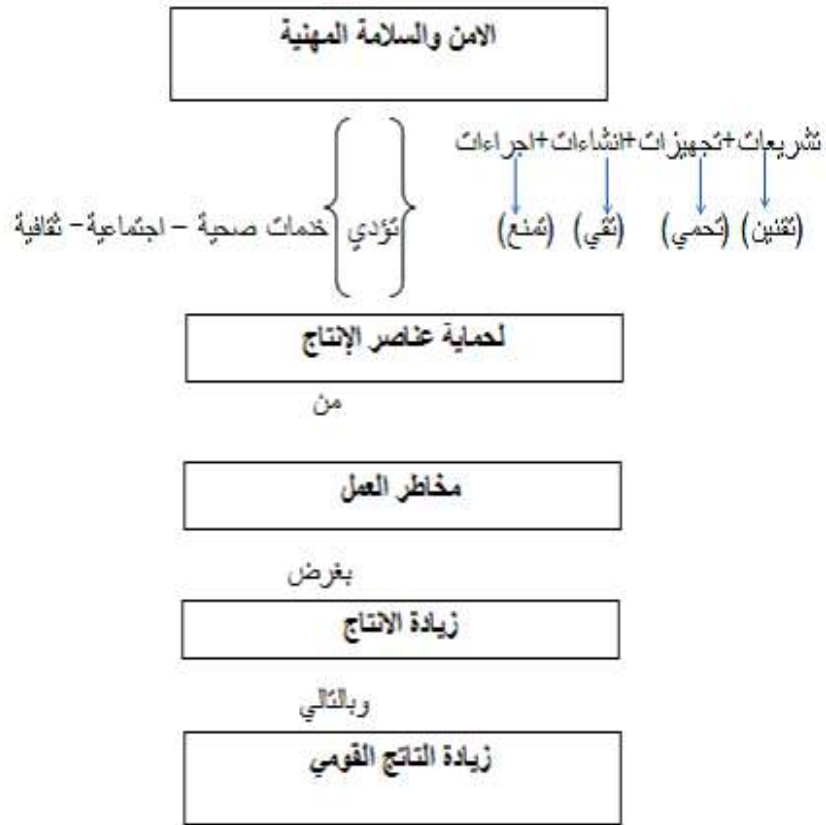 الامن والسلامة المهنية
تشريعات+تجهيزات+انشاءات+اجراءات
(تقنين) (تحمي) (تقي) (تمنع) تؤدي خدمات صحية – اجتماعية – ثقافية
لحماية عناصر الإنتاج
من
مخاطر العمل
بغرض
زيادة الانتاج
وبالتالي
زيادة التاتج القومي